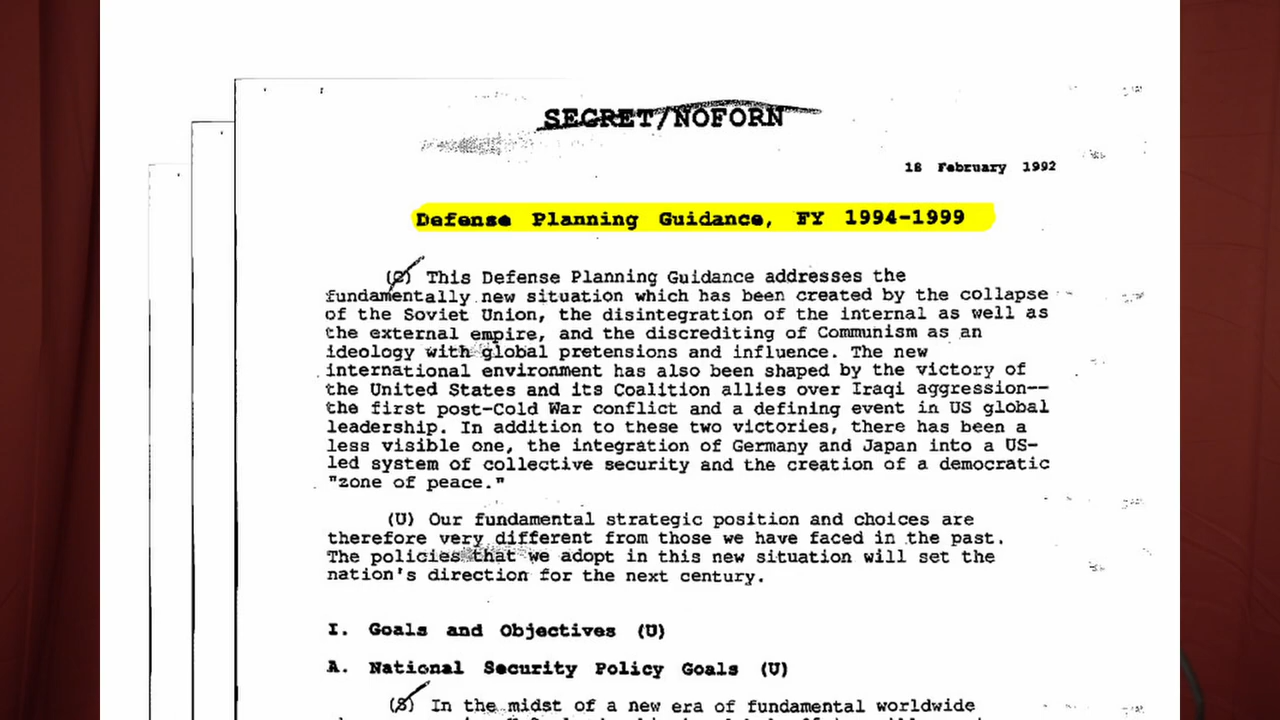 SECRET/NOFORN
18 February 1992
Defense Planning Guidance, FY 1994-1999
(C) This Defense Planning Guidance addresses the
fundamentally new situation which has been created by the collapse
of the Soviet Union, the disintegration of the internal as well as
the external empire, and the discrediting of Communism as an
ideology with global pretensions and influence. The new
international environment has also been shaped by the victory of
the United States and its Coalition allies over Iraqi aggression--
the first post-Cold War conflict and a defining event in US global
leadership. In addition to these two victories, there has been a
less visible one, the integration of Germany and Japan into a US-
led system of collective security and the creation of a democratic
"zone of peace."
(U) Our fundamental strategic position and choices are
therefore very different from those we have faced in the past.
The policies that we adopt in this new situation will set the
nation's direction for the next century.
I. Goals and Objectives (U)
A. National Security Policy Goals (U)
(S) In the midst of a new era of fundamental worldwide